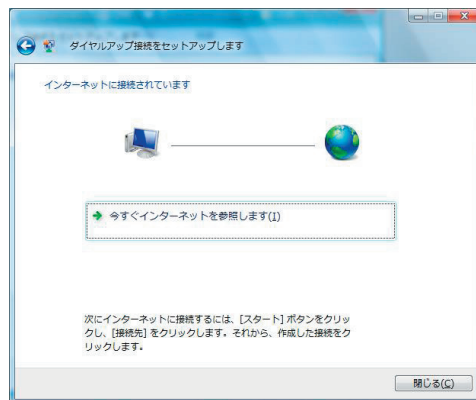 ダイヤルアップ接続をセットアップします
インターネットに接続されています
今すぐインターネットを参照します(I)
次にインターネットに接続するには、[スタート] ボタンをクリッ
クし、[接続先] をクリックします。それから、作成した接続をク
リックします。
閉じる(C)